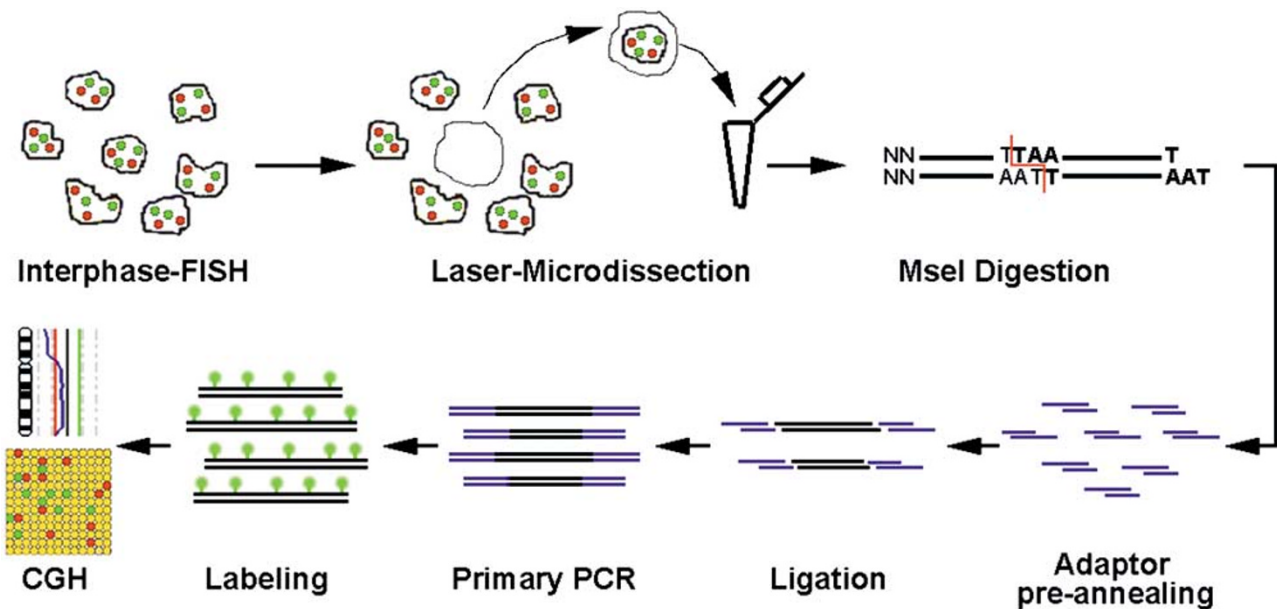 NN TTAA T
NN AATT AAT
Interphase-FISH Laser-Microdissection MseI Digestion
CGH Labeling Primary PCR Ligation Adaptor
pre-annealing